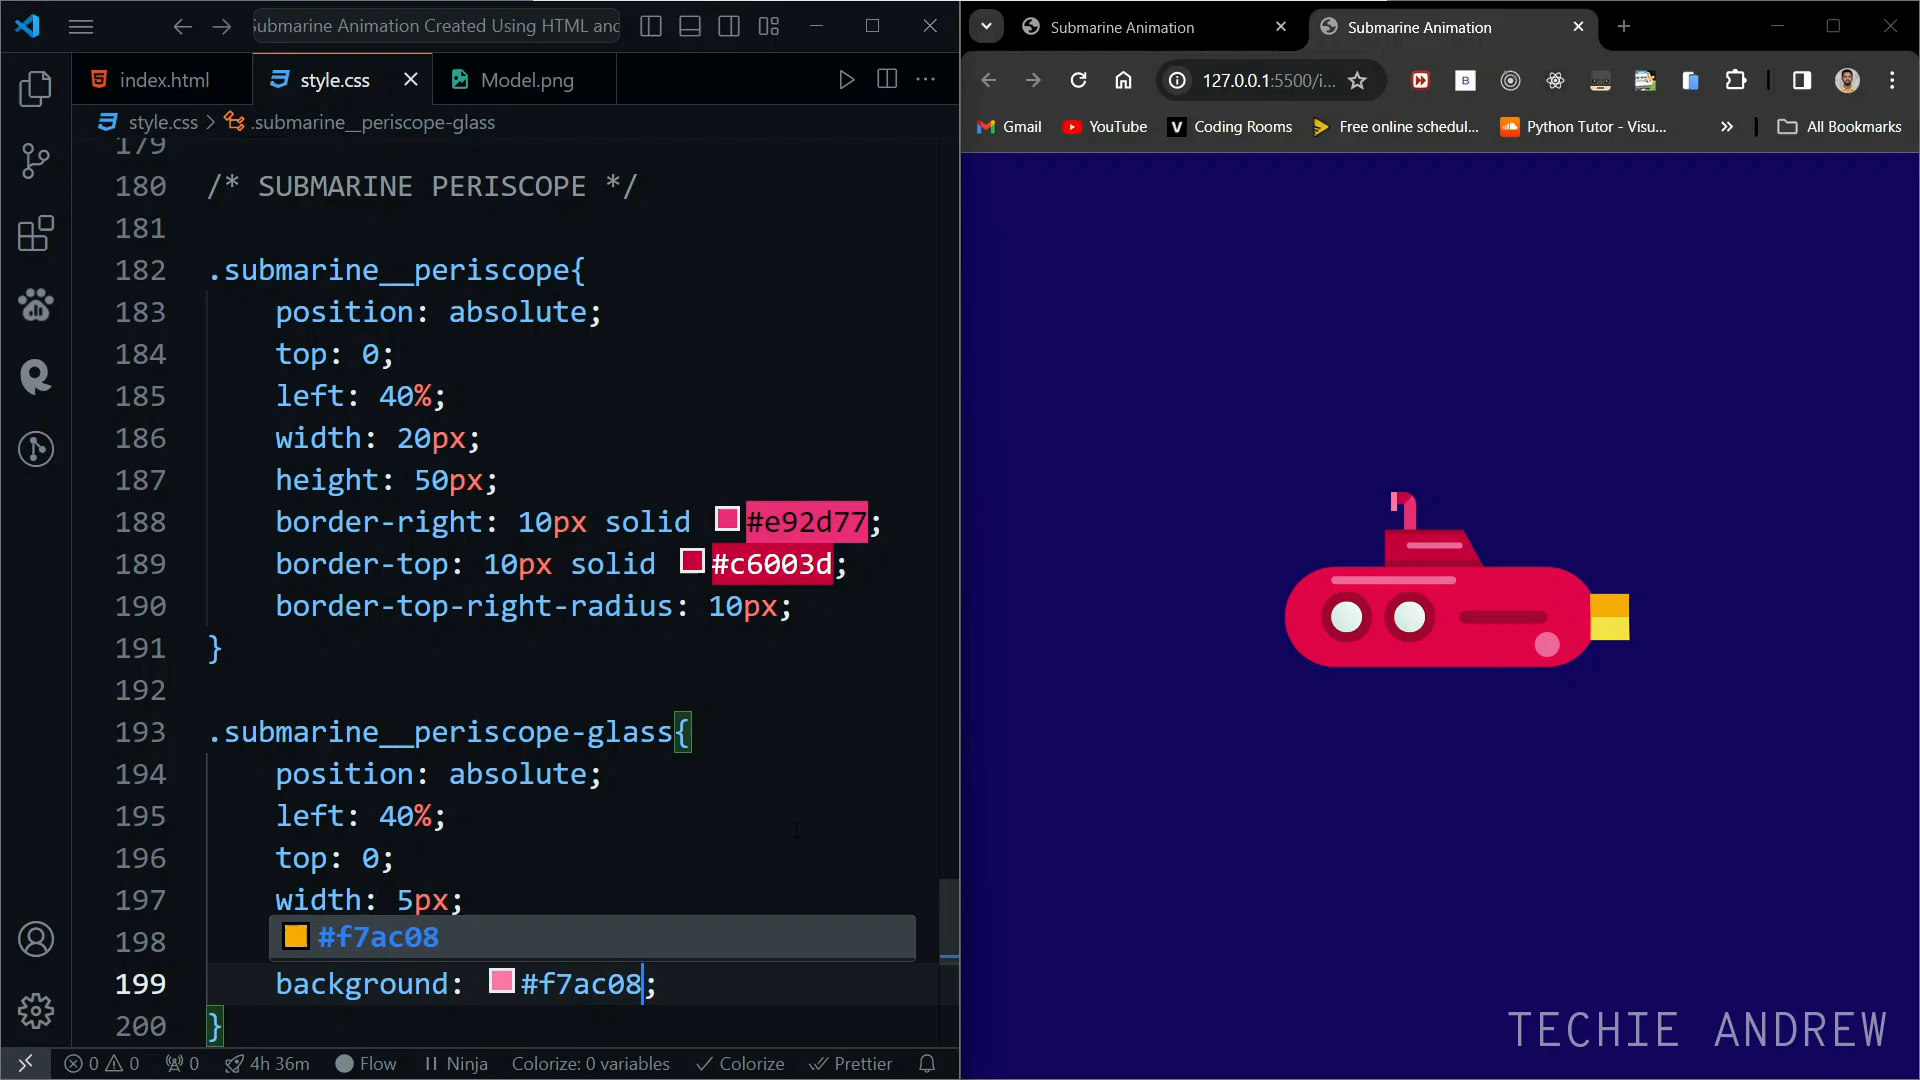 Submarine Animation Created Using HTML and
index.html
style.css
Model.png
style.css
.submarine__periscope-glass
179
180 /* SUBMARINE PERISCOPE */
181
182 .submarine__periscope{
183 position: absolute;
184 top: 0;
185 left: 40%;
186 width: 20px;
187 height: 50px;
188 border-right: 10px solid #e92d77;
189 border-top: 10px solid #c6003d;
190 border-top-right-radius: 10px;
191 }
192
193 .submarine__periscope-glass{
194 position: absolute;
195 left: 40%;
196 top: 0;
197 width: 5px;
198 #f7ac08
199 background: #f7ac08;
200 }
0 0 0 4h 36m Flow Ninja Colorize: 0 variables Colorize Prettier
Submarine Animation
Submarine Animation
127.0.0.1:5500/i...
Gmail YouTube Coding Rooms Free online schedul... Python Tutor - Visu... » All Bookmarks
TECHIE ANDREW